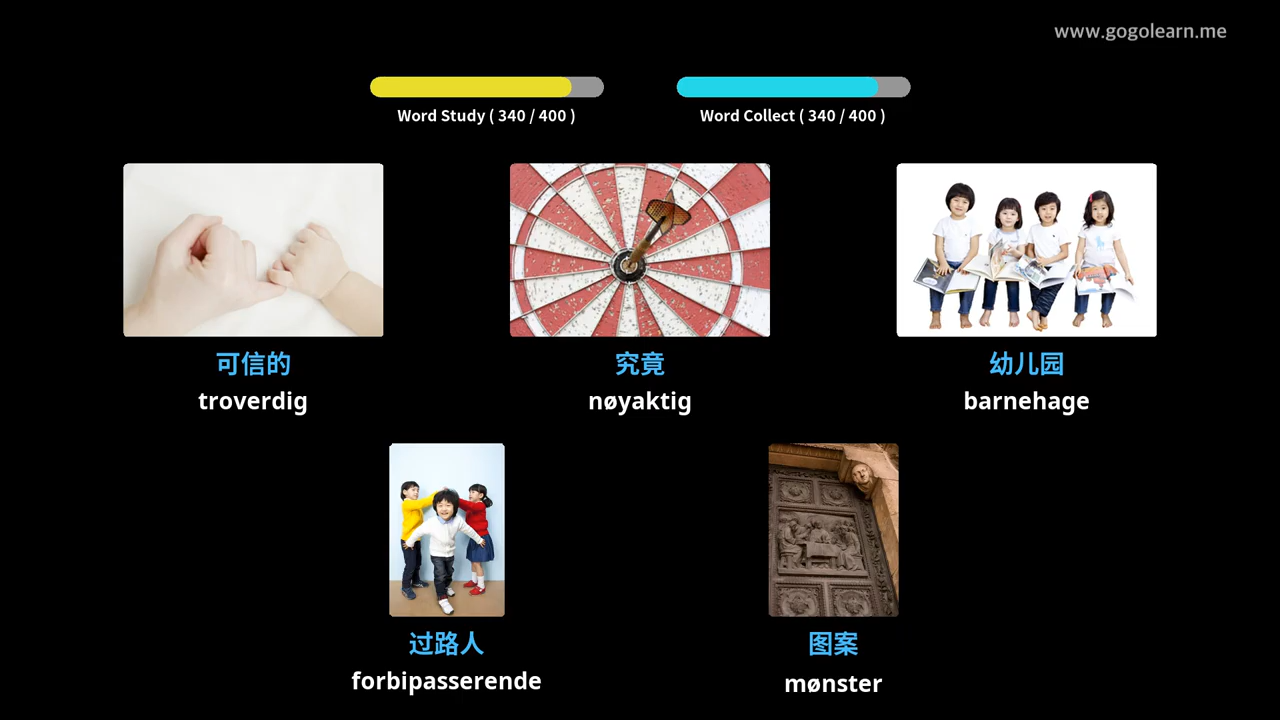 www.gogolearn.me
Word Study ( 340 / 400 )
Word Collect ( 340 / 400 )
可信的
究竟
幼儿园
troverdig
nøyaktig
barnehage
过路人
图案
forbipasserende
mønster